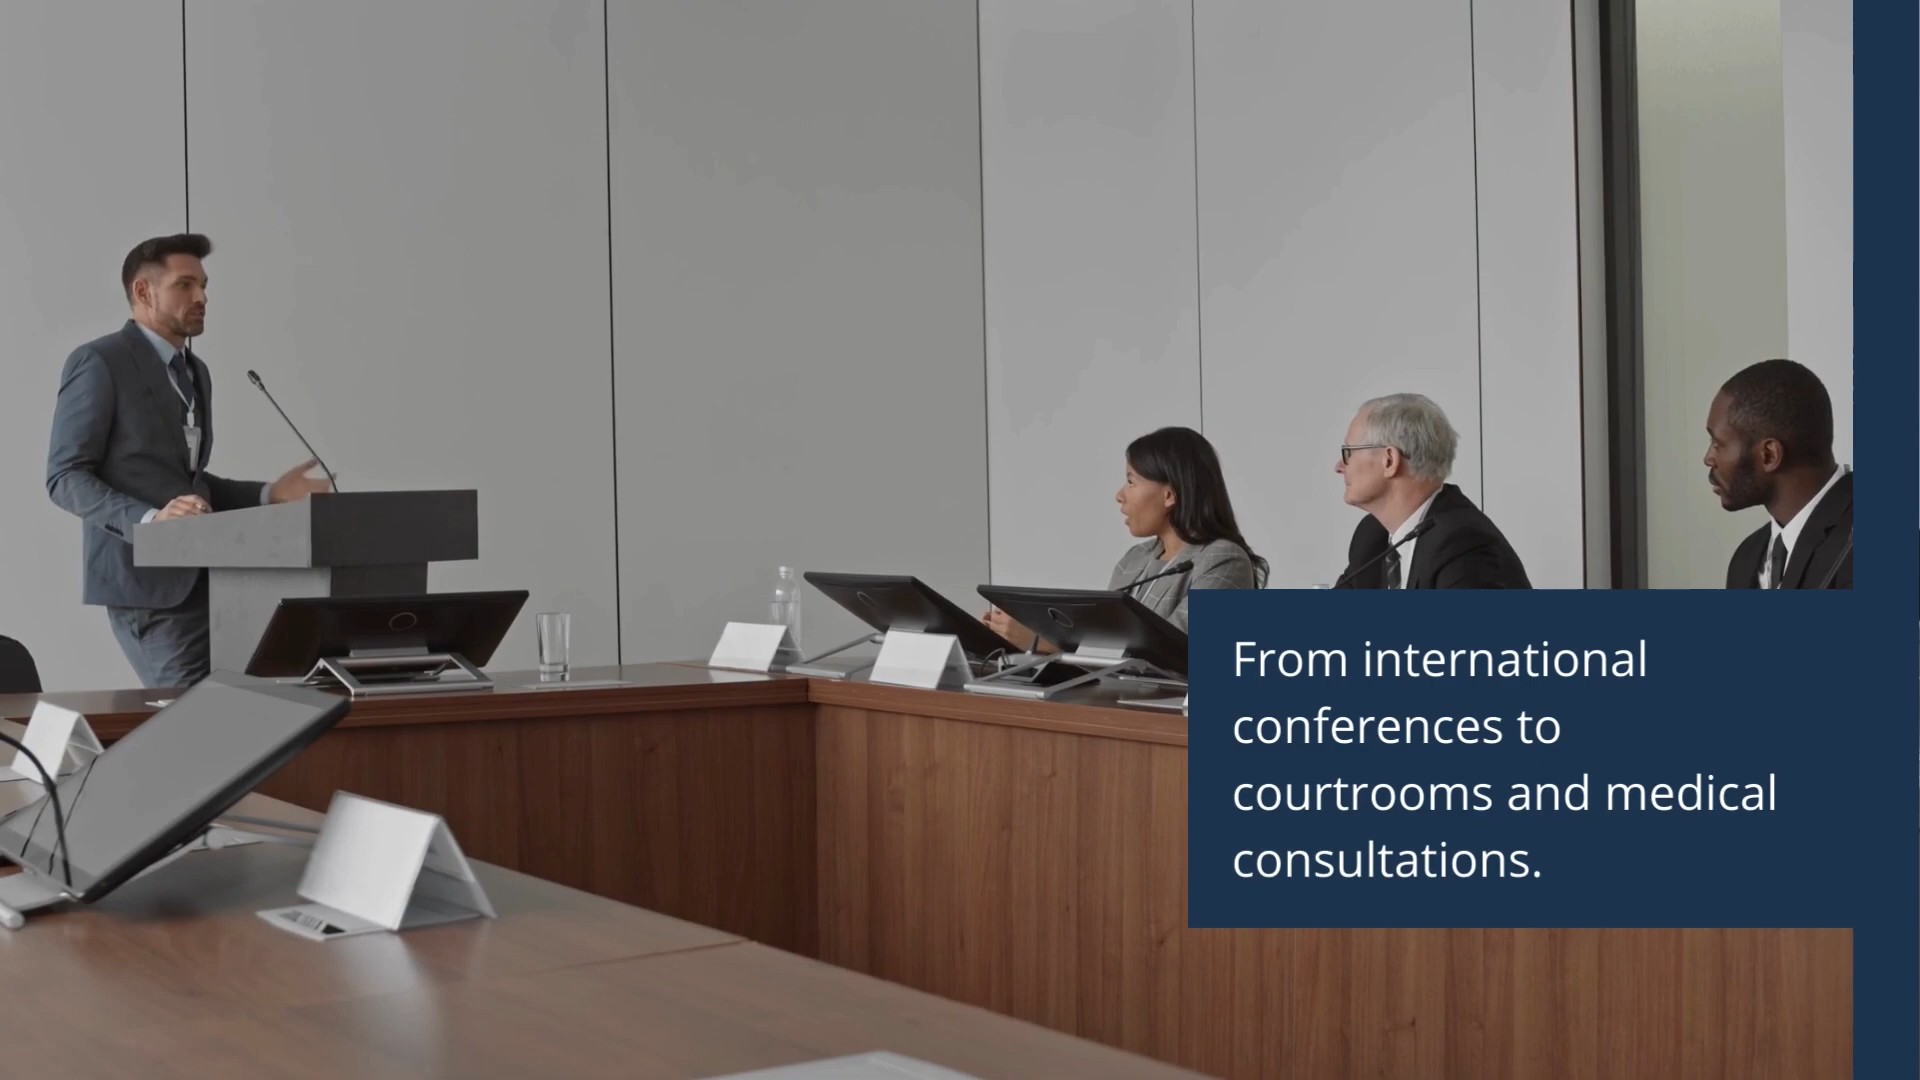 From international
conferences to
courtrooms and medical
consultations.